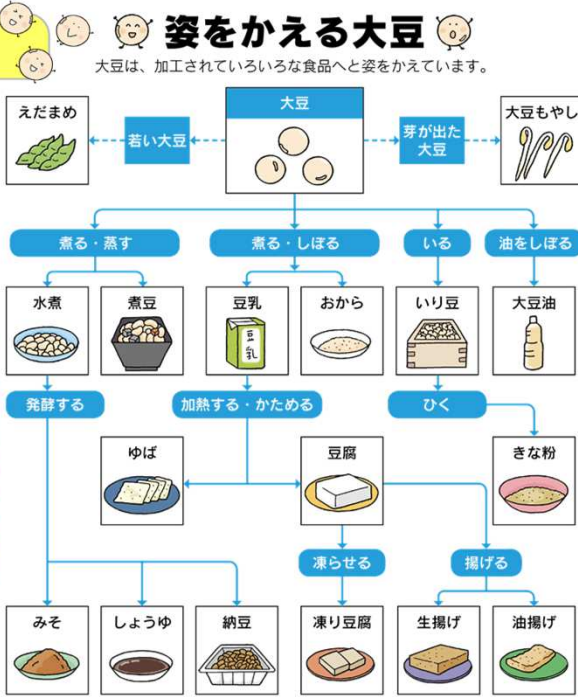 姿をかえる大豆
大豆は、加工されていろいろな食品へと姿をかえています。
えだまめ
若い大豆
大豆
芽が出た
大豆
大豆もやし
煮る・蒸す
煮る・しぼる
いる
油をしぼる
水煮
煮豆
豆乳
豆乳
おから
いり豆
大豆油
発酵する
加熱する・かためる
ひく
ゆば
豆腐
きな粉
凍らせる
揚げる
みそ
しょうゆ
納豆
凍り豆腐
生揚げ
油揚げ